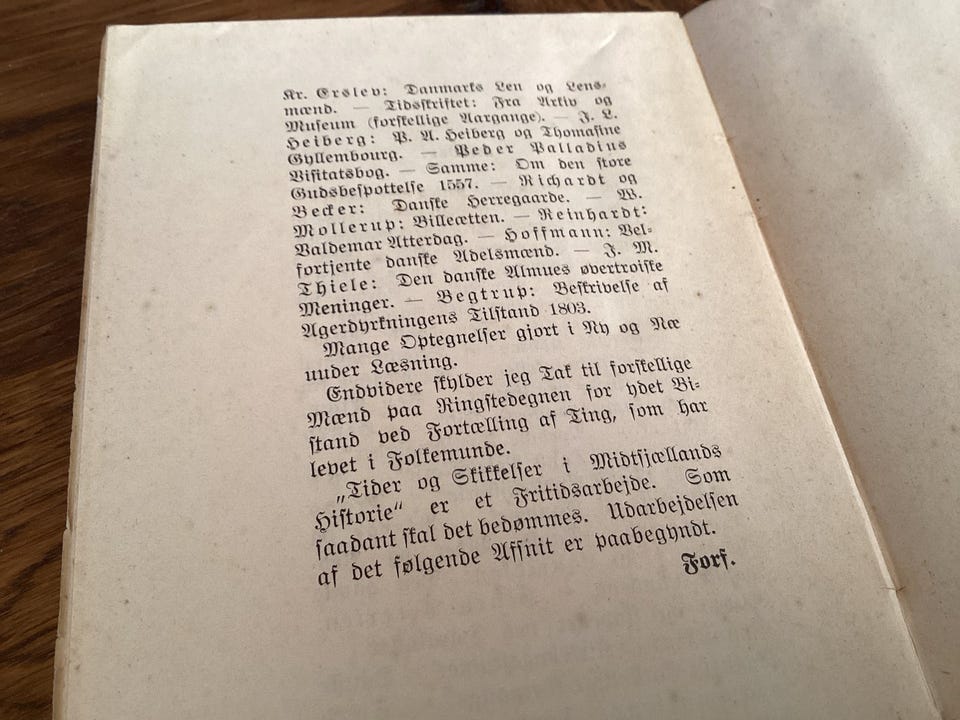 Kr. Erslev: Danmarks Len og Lens-
mænd. — Tidsskriftet: Fra Arkiv og
Museum (forskellige Aargange). — J. L.
Heiberg: P. A. Heiberg og Thomasine
Gyllembourg. — Peder Palladius
Visitatsbog. — Samme: Om den store
Gudsbespottelse 1557. — Richardt og
Becker: Danske Herregaarde. — W.
Mollerup: Billeætten. — Reinhardt:
Valdemar Atterdag. — Hoffmann: Vel-
fortjente danske Adelsmænd. — J. M.
Thiele: Den danske Almues overtroiske
Meninger. — Begtrup: Beskrivelse af
Agerdyrkningens Tilstand 1803.
Mange Optegnelser gjort i Ny og Næ
under Læsning.
Endvidere skylder jeg Tak til forskellige
Mænd paa Ringstedegnen for ydet Bi-
stand ved Fortælling af Ting, som har
levet i Folkemunde.
„Tider og Skikkelser i Midtsjællands
Historie“ er et Fritidsarbejde. Som
saadant skal det bedømmes. Udarbejdelsen
af det følgende Afsnit er paabegyndt.
Forf.